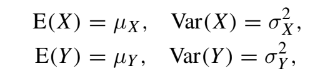 E(X) = μ_X,   Var(X) = σ_X^2,
E(Y) = μ_Y,   Var(Y) = σ_Y^2,